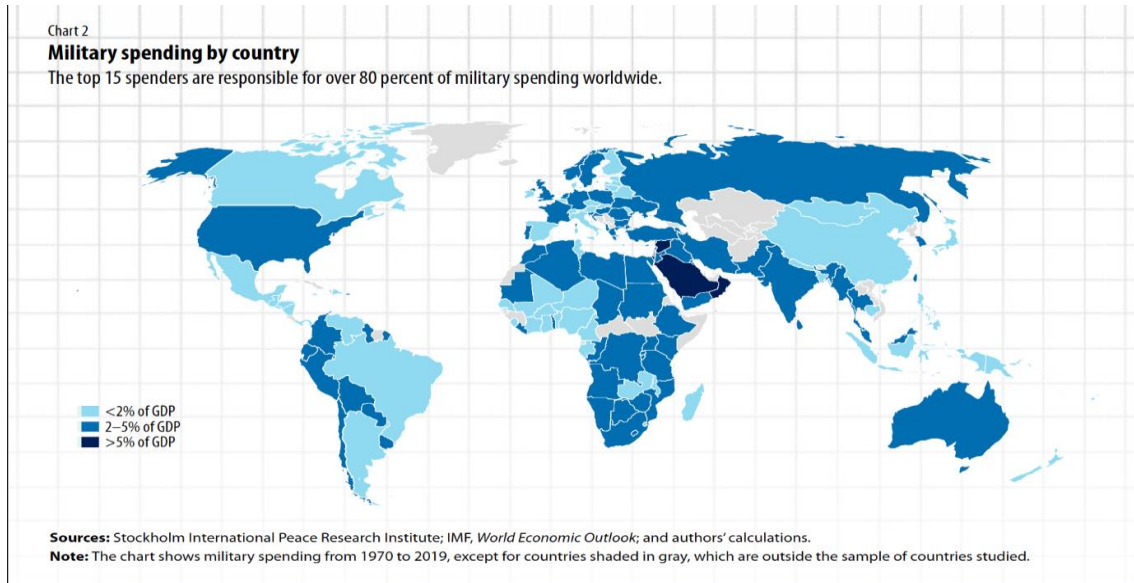 Chart 2
Military spending by country
The top 15 spenders are responsible for over 80 percent of military spending worldwide.
<2% of GDP
2–5% of GDP
>5% of GDP
Sources: Stockholm International Peace Research Institute; IMF, World Economic Outlook; and authors’ calculations.
Note: The chart shows military spending from 1970 to 2019, except for countries shaded in gray, which are outside the sample of countries studied.